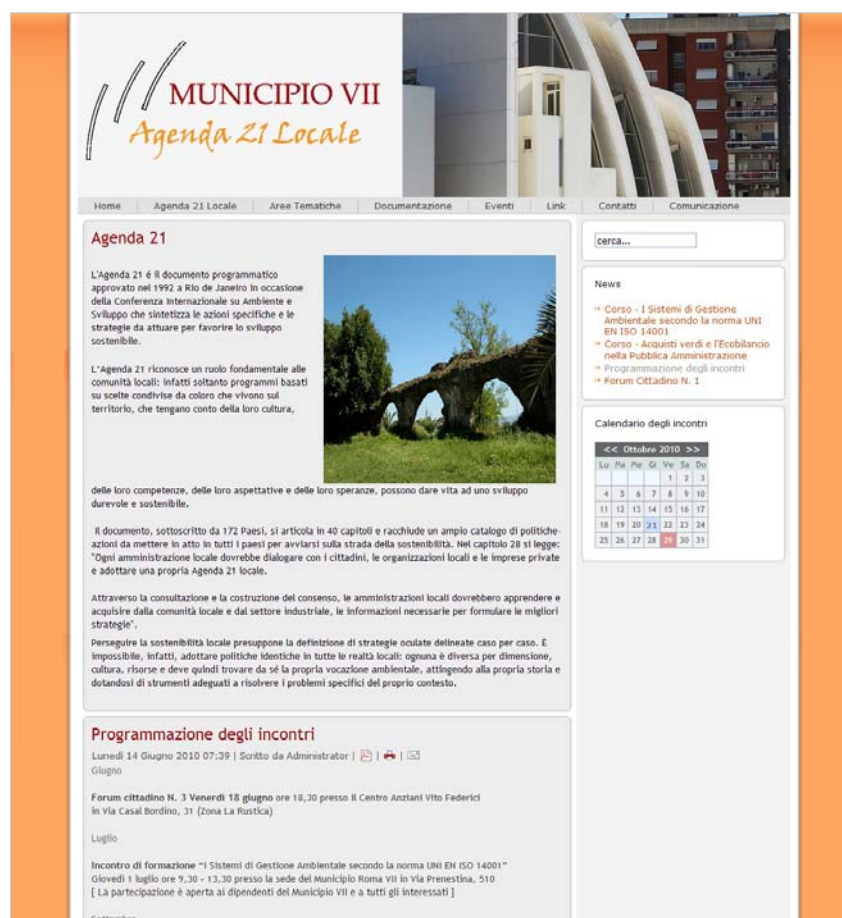 MUNICIPIO VII
Agenda 21 Locale
Home Agenda 21 Locale Aree Tematiche Documentazione Eventi Link Contatti Comunicazione
Agenda 21
L'Agenda 21 é il documento programmatico
approvato nel 1992 a Rio de Janeiro in occasione
della Conferenza Internazionale su Ambiente e
Sviluppo che sintetizza le azioni specifiche e le
strategie da attuare per favorire lo sviluppo
sostenibile.
L'Agenda 21 riconosce un ruolo fondamentale alle
comunità locali: infatti soltanto programmi basati
su scelte condivise da coloro che vivono sul
territorio, che tengano conto della loro cultura,
delle loro competenze, delle loro aspettative e delle loro speranze, possono dare vita ad uno sviluppo
durevole e sostenibile.
Il documento, sottoscritto da 172 Paesi, si articola in 40 capitoli e racchiude un ampio catalogo di politiche-
azioni da mettere in atto in tutti i paesi per avviarsi sulla strada della sostenibilità. Nel capitolo 28 si legge:
"Ogni amministrazione locale dovrebbe dialogare con i cittadini, le organizzazioni locali e le imprese private
e adottare una propria Agenda 21 locale.
Attraverso la consultazione e la costruzione del consenso, le amministrazioni locali dovrebbero apprendere e
acquisire dalla comunità locale e dal settore industriale, le informazioni necessarie per formulare le migliori
strategie".
Perseguire la sostenibilità locale presuppone la definizione di strategie oculate delineate caso per caso. È
impossibile, infatti, adottare politiche identiche in tutte le realtà locali: ognuna è diversa per dimensione,
cultura, risorse e deve quindi trovare da sé la propria vocazione ambientale, attingendo alla propria storia e
dotandosi di strumenti adeguati a risolvere i problemi specifici del proprio contesto.
Programmazione degli incontri
Lunedì 14 Giugno 2010 07:39 | Scritto da Administrator | | |
Giugno
Forum cittadino N. 3 Venerdì 18 giugno ore 18,30 presso il Centro Anziani Vito Federici
in Via Casal Bordino, 31 (Zona La Rustica)
Luglio
Incontro di formazione "I Sistemi di Gestione Ambientale secondo la norma UNI EN ISO 14001"
Giovedì 1 luglio ore 9,30 - 13,30 presso la sede del Municipio Roma VII in Via Prenestina, 510
[ La partecipazione è aperta ai dipendenti del Municipio VII e a tutti gli interessati ]
Settembre
cerca...
News
Corso - I Sistemi di Gestione
Ambientale secondo la norma UNI
EN ISO 14001
Corso - Acquisti verdi e l'Ecobilancio
nella Pubblica Amministrazione
Programmazione degli incontri
Forum Cittadino N. 1
Calendario degli incontri
<< Ottobre 2010 >>
Lu Ma Me Gi Ve Sa Do
1 2 3
4 5 6 7 8 9 10
11 12 13 14 15 16 17
18 19 20 21 22 23 24
25 26 27 28 29 30 31